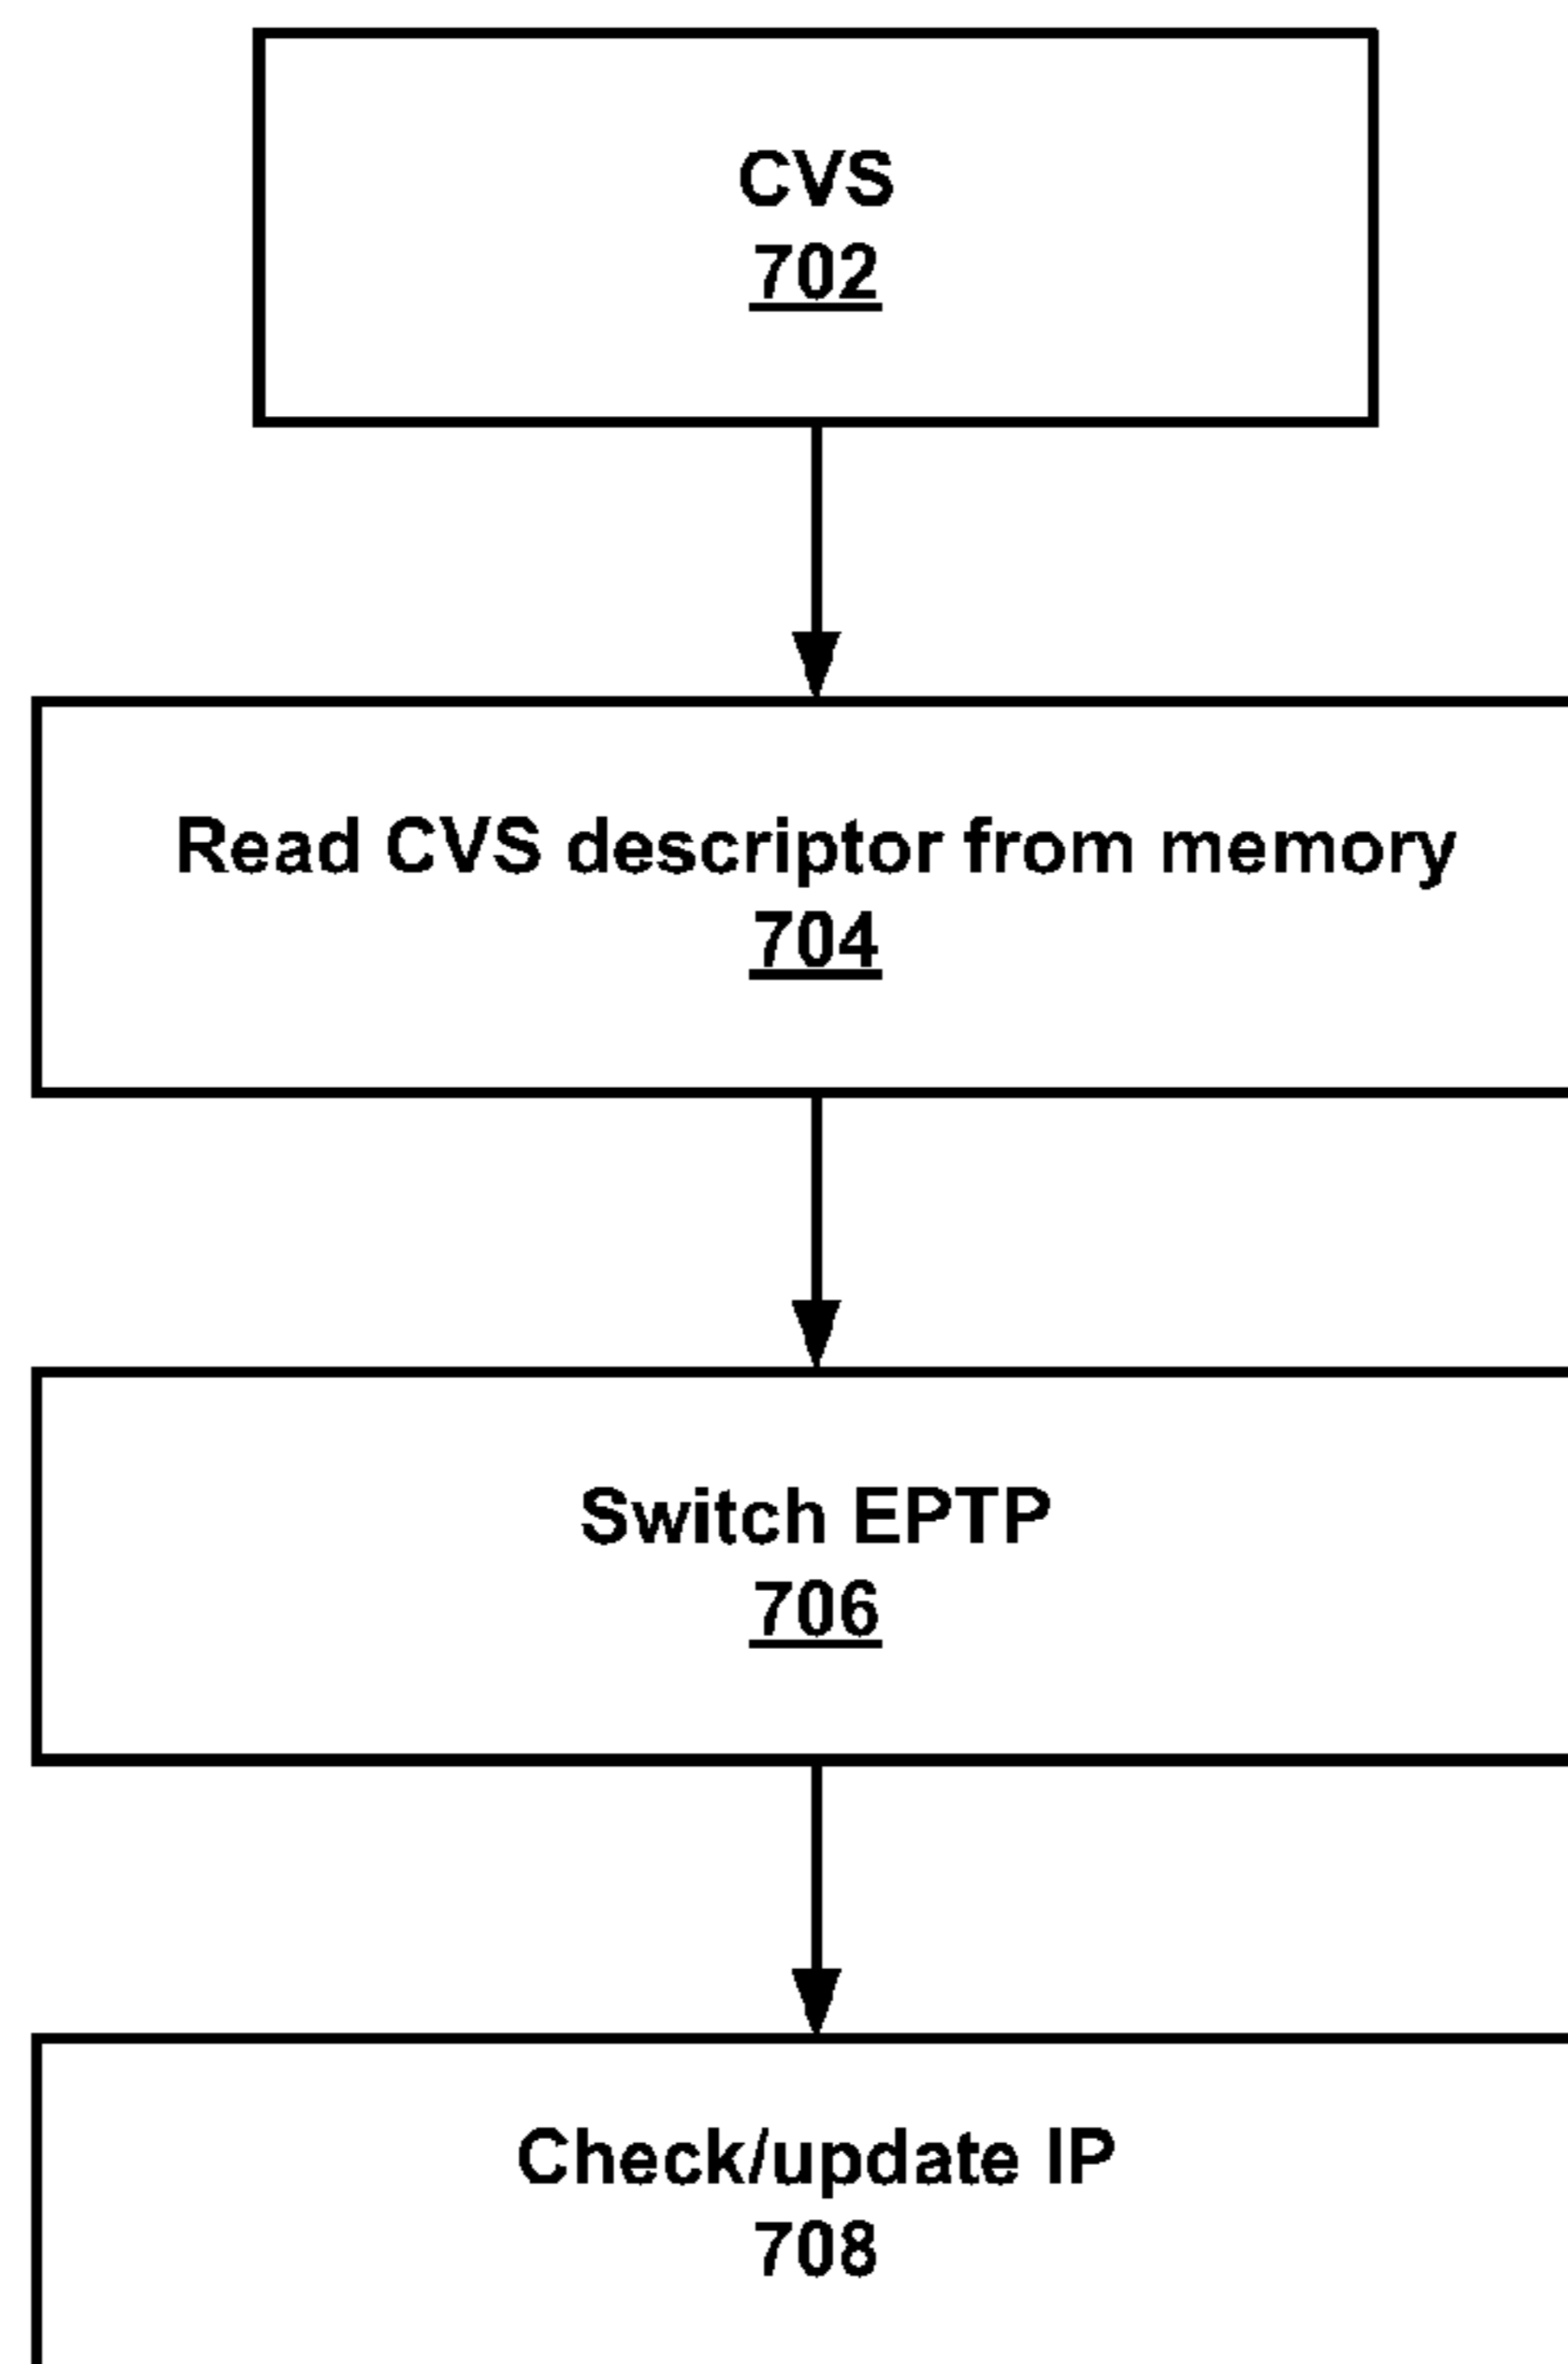 CVS
702
Read CVS descriptor from memory
704
Switch EPTP
706
Check/update IP
708